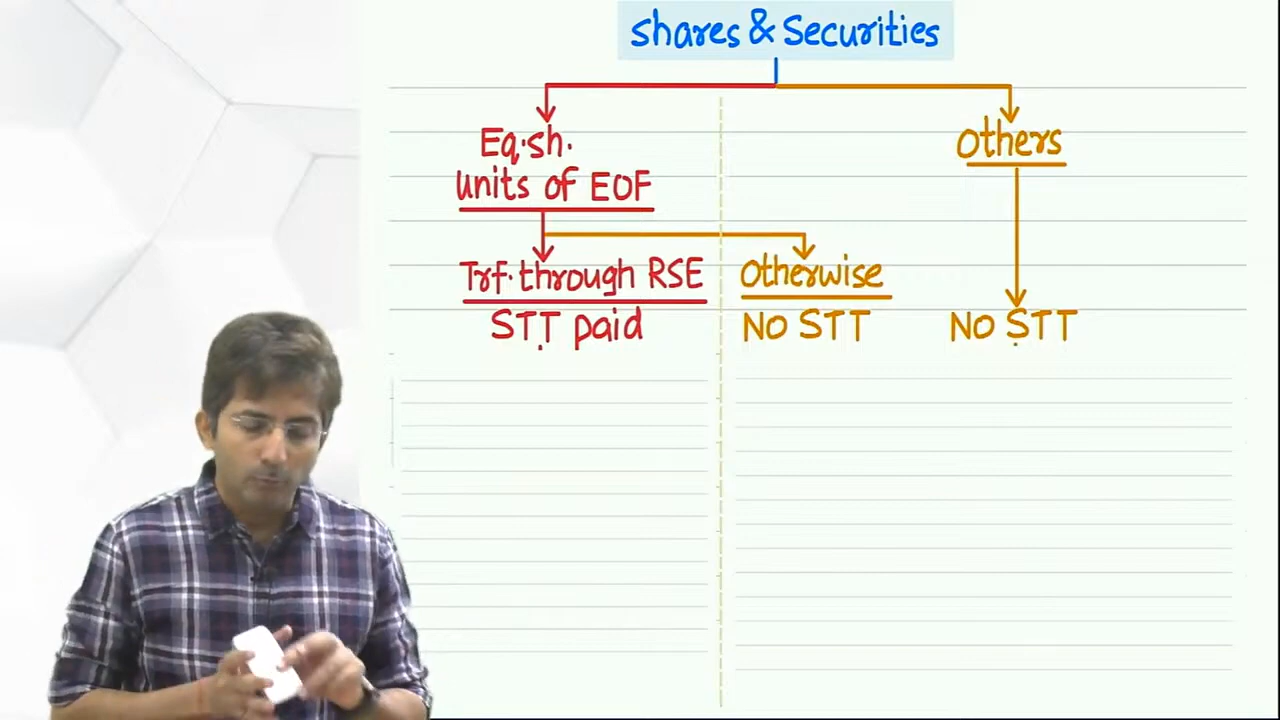 shares & Securities
Eq.sh.
units of EOF
Others
Trf. through RSE
Otherwise
STT paid
NO STT
NO STT